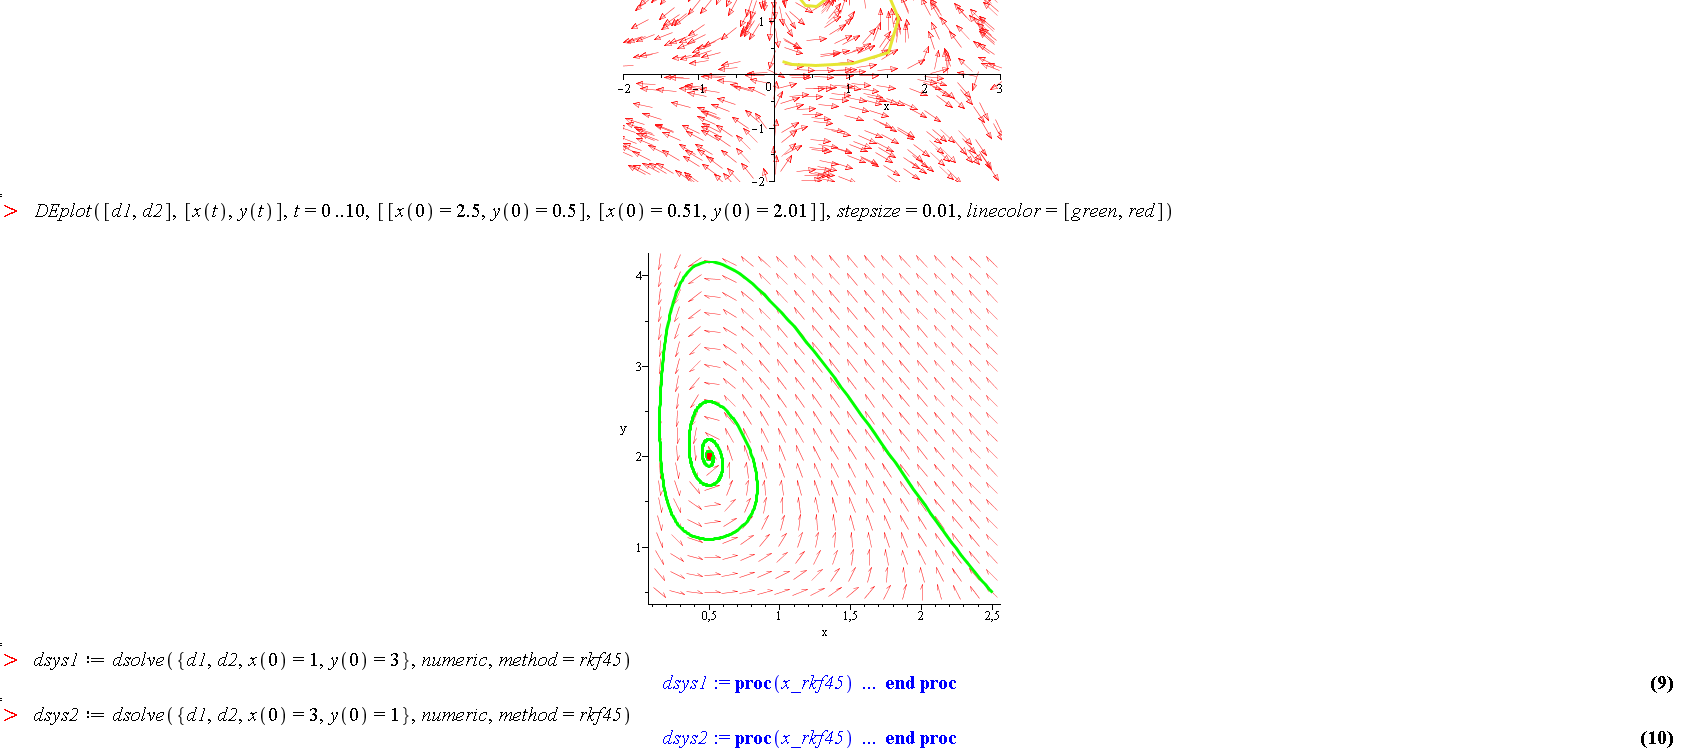 1
-2 -1 0 1 2 3
x
-1
-2
> DEplot([d1, d2], [x(t), y(t)], t = 0 ..10, [[x(0) = 2.5, y(0) = 0.5], [x(0) = 0.51, y(0) = 2.01]], stepsize = 0.01, linecolor = [green, red])
4
3
y
2
1
0,5 1 1,5 2 2,5
x
> dsys1 := dsolve({d1, d2, x(0) = 1, y(0) = 3}, numeric, method = rkf45)
dsys1 := proc(x_rkf45) ... end proc (9)
> dsys2 := dsolve({d1, d2, x(0) = 3, y(0) = 1}, numeric, method = rkf45)
dsys2 := proc(x_rkf45) ... end proc (10)